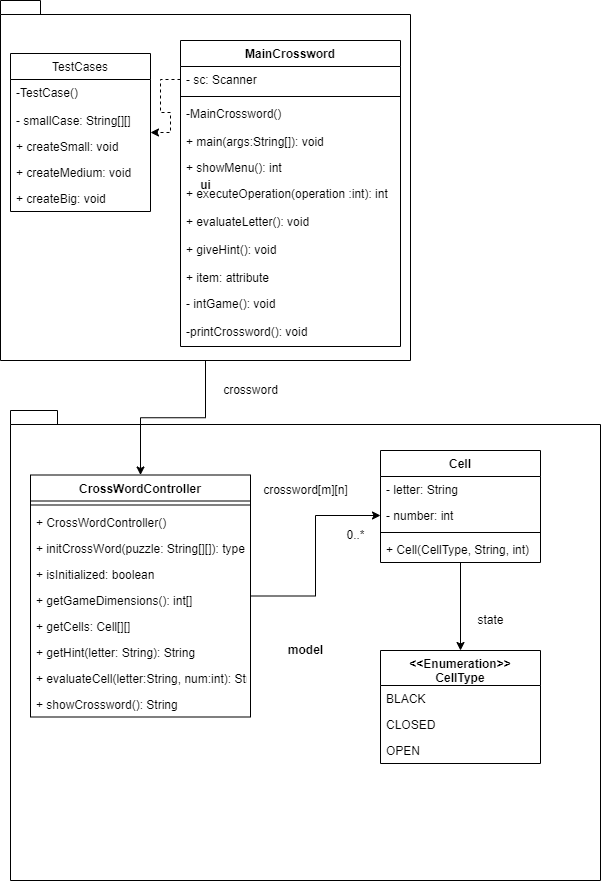 TestCases
-TestCase()
- smallCase: String[][]
+ createSmall: void
+ createMedium: void
+ createBig: void
MainCrossword
- sc: Scanner
-MainCrossword()
+ main(args:String[]): void
+ showMenu(): int
ui
+ executeOperation(operation :int): int
+ evaluateLetter(): void
+ giveHint(): void
+ item: attribute
- intGame(): void
-printCrossword(): void
crossword
CrossWordController
+ CrossWordController()
+ initCrossWord(puzzle: String[][]): type
+ isInitialized: boolean
+ getGameDimensions(): int[]
+ getCells: Cell[][]
+ getHint(letter: String): String
+ evaluateCell(letter:String, num:int): St
+ showCrossword(): String
crossword[m][n]
0..*
model
Cell
- letter: String
- number: int
+ Cell(CellType, String, int)
state
<<Enumeration>>
CellType
BLACK
CLOSED
OPEN